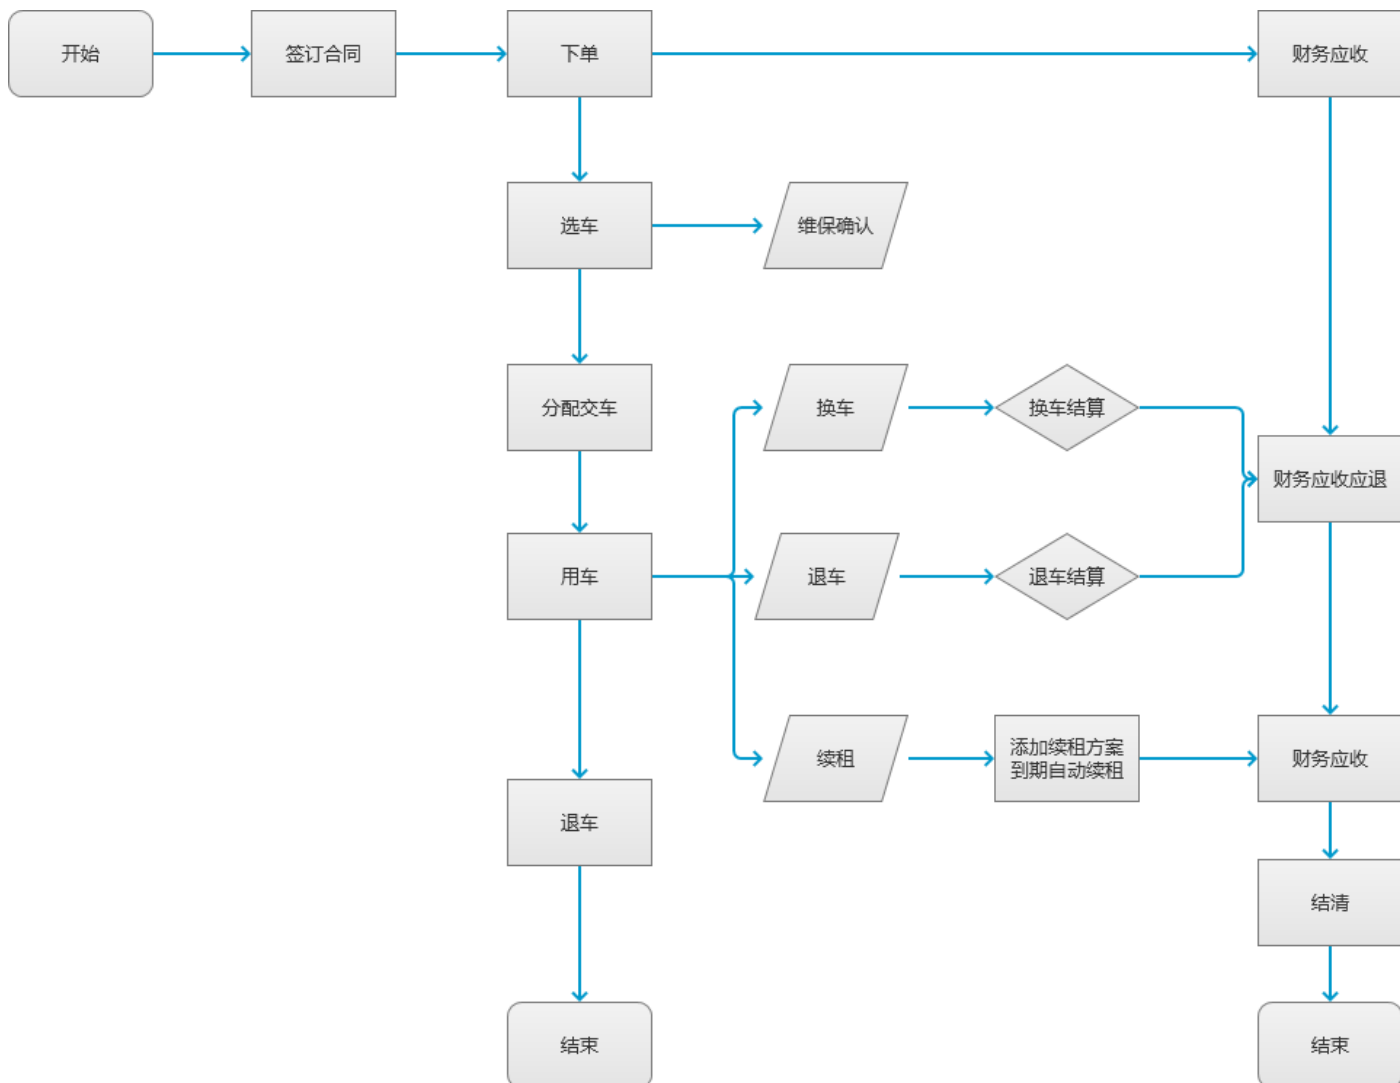 开始
签订合同
下单
财务应收
选车
维保确认
分配交车
换车
换车结算
财务应收应退
用车
退车
退车结算
续租
添加续租方案
到期自动续租
财务应收
退车
结清
结束
结束